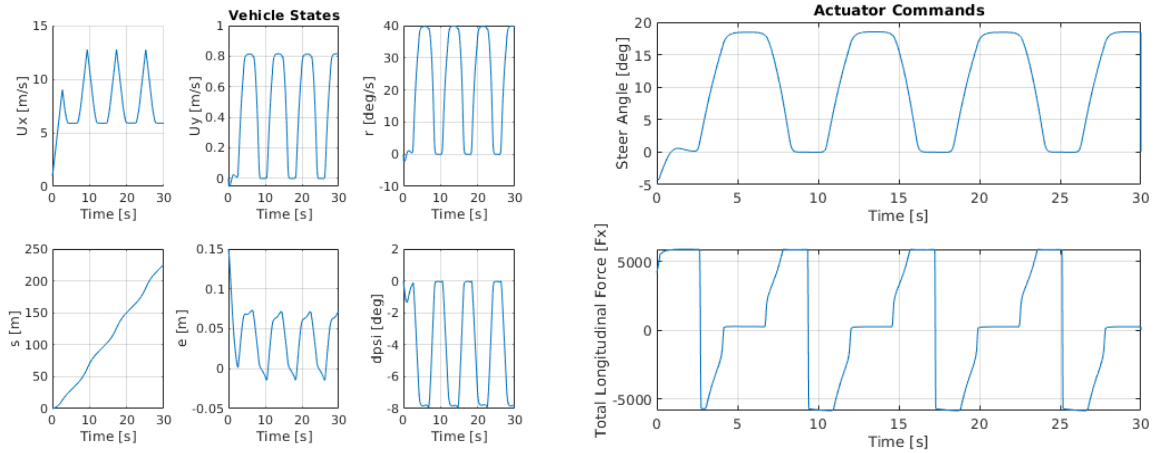 Vehicle States
15
10
5
0
Ux [m/s]
0 10 20 30
Time [s]
1
0.8
0.6
0.4
0.2
0
Uy [m/s]
0 10 20 30
Time [s]
40
30
20
10
0
-10
r [deg/s]
0 10 20 30
Time [s]
250
200
150
100
50
0
s [m]
0 10 20 30
Time [s]
0.15
0.1
0.05
0
-0.05
e [m]
0 10 20 30
Time [s]
2
0
-2
-4
-6
-8
dpsi [deg]
0 10 20 30
Time [s]
Actuator Commands
20
15
10
5
0
-5
Steer Angle [deg]
0 5 10 15 20 25 30
Time [s]
5000
0
-5000
Total Longitudinal Force [Fx]
0 5 10 15 20 25 30
Time [s]